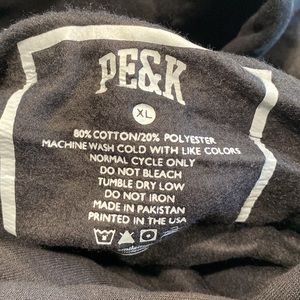 PE&K
XL
80% COTTON/20% POLYESTER
MACHINE WASH COLD WITH LIKE COLORS
NORMAL CYCLE ONLY
DO NOT BLEACH
TUMBLE DRY LOW
DO NOT IRON
MADE IN PAKISTAN
PRINTED IN THE USA